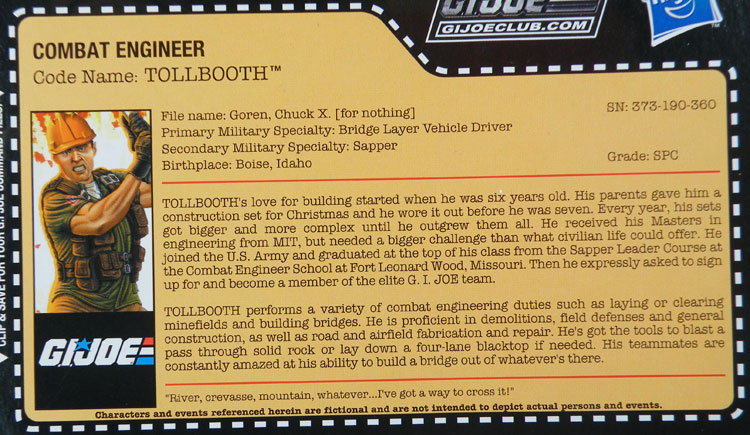 GIJOE
GIJOECLUB.COM
COMBAT ENGINEER
Code Name: TOLLBOOTH™
File name: Goren, Chuck X. [for nothing]
SN: 373-190-360
Primary Military Specialty: Bridge Layer Vehicle Driver
Secondary Military Specialty: Sapper
Grade: SPC
Birthplace: Boise, Idaho
TOLLBOOTH's love for building started when he was six years old. His parents gave him a
construction set for Christmas and he wore it out before he was seven. Every year, his sets
got bigger and more complex until he outgrew them all. He received his Masters in
engineering from MIT, but needed a bigger challenge than what civilian life could offer. He
joined the U.S. Army and graduated at the top of his class from the Sapper Leader Course at
the Combat Engineer School at Fort Leonard Wood, Missouri. Then he expressly asked to sign
up for and become a member of the elite G. I. JOE team.
TOLLBOOTH performs a variety of combat engineering duties such as laying or clearing
minefields and building bridges. He is proficient in demolitions, field defenses and general
construction, as well as road and airfield fabrication and repair. He's got the tools to blast a
pass through solid rock or lay down a four-lane blacktop if needed. His teammates are
constantly amazed at his ability to build a bridge out of whatever's there.
GIJOE
"River, crevasse, mountain, whatever...I've got a way to cross it!"
Characters and events referenced herein are fictional and are not intended to depict actual persons and events.
CLIP & SAVE FOR YOUR G.I. JOE COMMAND FILES!